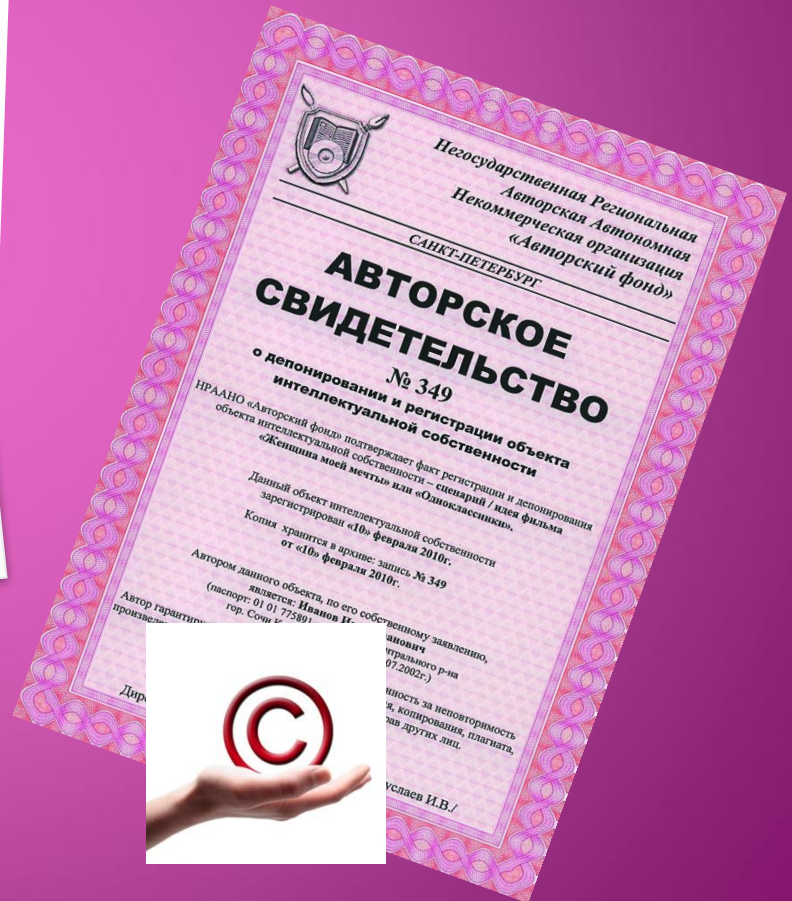 Негосударственная Региональная
Авторская Автономная
Некоммерческая организация
«Авторский фонд»
САНКТ-ПЕТЕРБУРГ
АВТОРСКОЕ
СВИДЕТЕЛЬСТВО
№ 349
о депонировании и регистрации объекта
интеллектуальной собственности
НРААНО «Авторский фонд» подтверждает факт регистрации и депонирования
объекта интеллектуальной собственности – сценарий / идея фильма
«Женщина моей мечты» или «Одноклассники».
Данный объект интеллектуальной собственности
зарегистрирован «10» февраля 2010г.
Копия хранится в архиве: запись № 349
от «10» февраля 2010г.
Автором данного объекта, по его собственному заявлению,
является: Иванов
(паспорт: 01 01 775891 р-на
гор. Сочи 07.2002г.)
Автор за неповторимость
копирования, плагиата,
других лиц.
И.В./
©